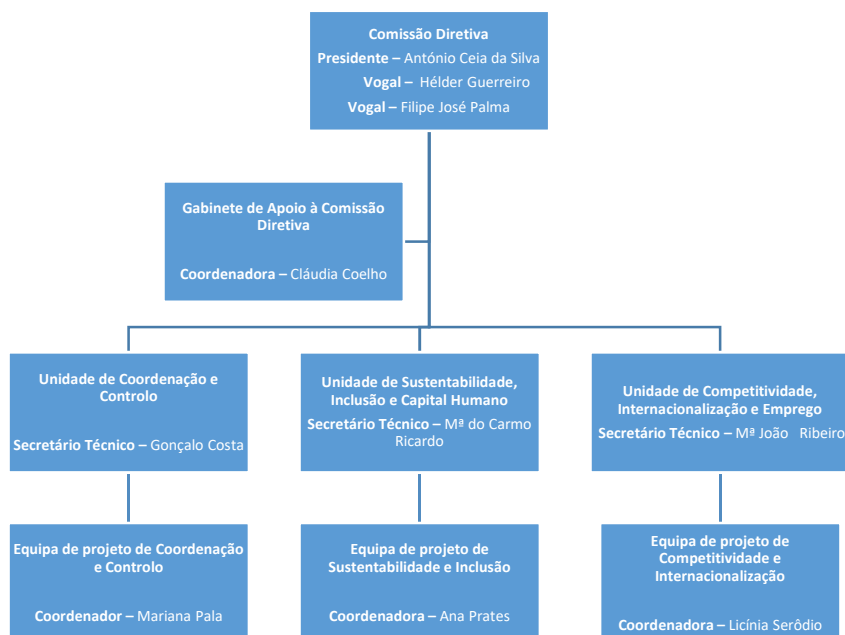 Comissão Diretiva
Presidente – António Ceia da Silva
Vogal – Hélder Guerreiro
Vogal – Filipe José Palma
Gabinete de Apoio à Comissão
Diretiva
Coordenadora – Cláudia Coelho
Unidade de Coordenação e
Controlo
Secretário Técnico – Gonçalo Costa
Unidade de Sustentabilidade,
Inclusão e Capital Humano
Secretário Técnico – Mª do Carmo
Ricardo
Unidade de Competitividade,
Internacionalização e Emprego
Secretário Técnico – Mª João Ribeiro
Equipa de projeto de Coordenação
e Controlo
Coordenador – Mariana Pala
Equipa de projeto de
Sustentabilidade e Inclusão
Coordenadora – Ana Prates
Equipa de projeto de
Competitividade e
Internacionalização
Coordenadora – Licínia Serôdio